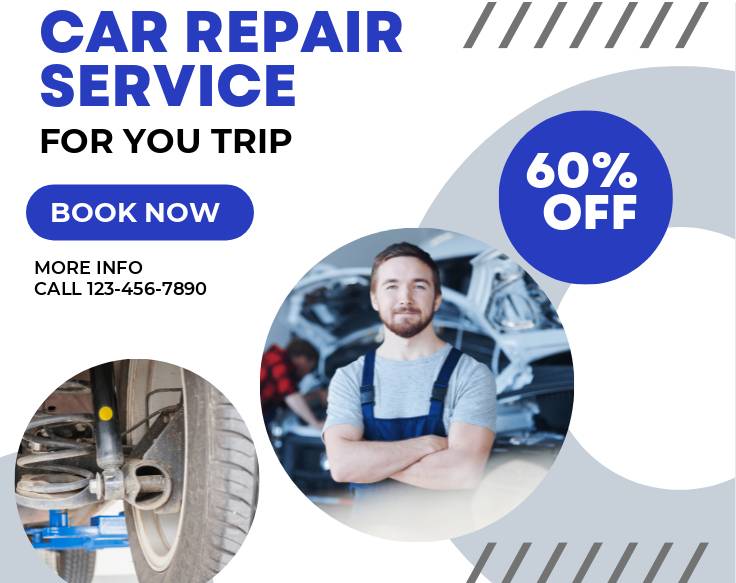 CAR REPAIR
SERVICE
FOR YOU TRIP
BOOK NOW
MORE INFO
CALL 123-456-7890
60%
OFF